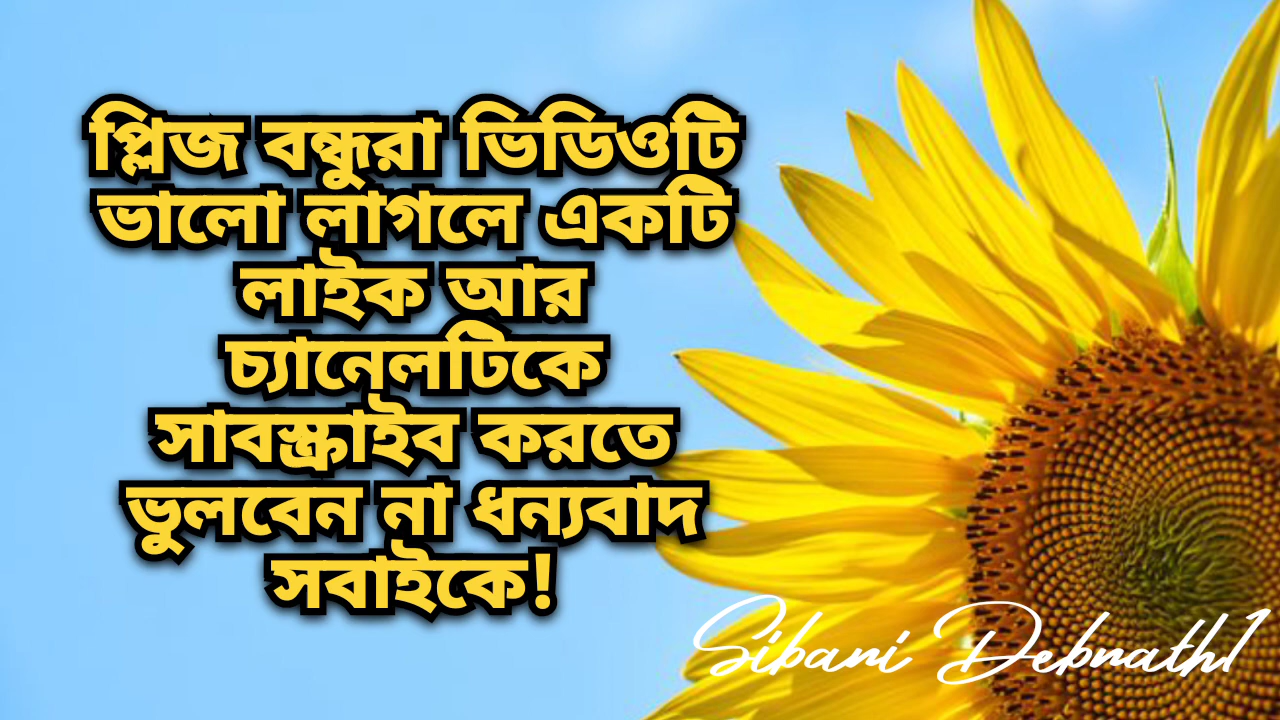 প্লিজ বন্ধুরা ভিডিওটি
ভালো লাগলে একটি
লাইক আর
চ্যানেলটিকে
সাবস্ক্রাইব করতে
ভুলবেন না ধন্যবাদ
সবাইকে!
Sibani Debnath1